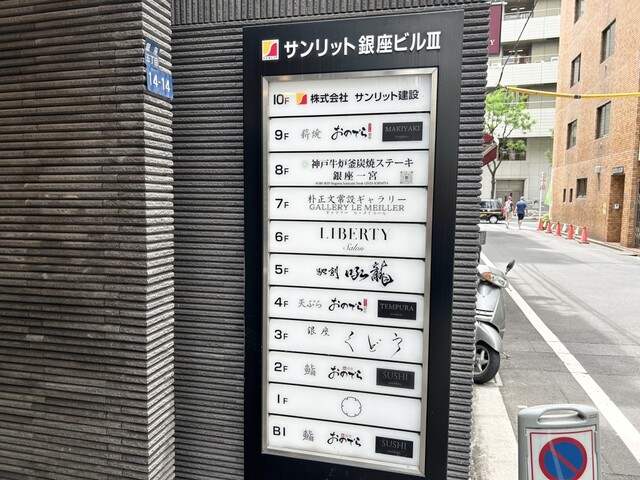 サンリット銀座ビルⅢ
14-14
10F 株式会社 サンリット建設
9F 薪焼 おのでら MAKIYAKI
8F 神戸牛炉釜炭焼ステーキ
銀座一宮
7F 朴正文常設ギャラリー
GALLERY LE MEILLER
6F LIBERTY
Salon
5F
4F 天ぷら おのでら TEMPURA
3F 銀座 くどう
2F 鮨 おのでら SUSHI
1F
B1 鮨 おのでら SUSHI